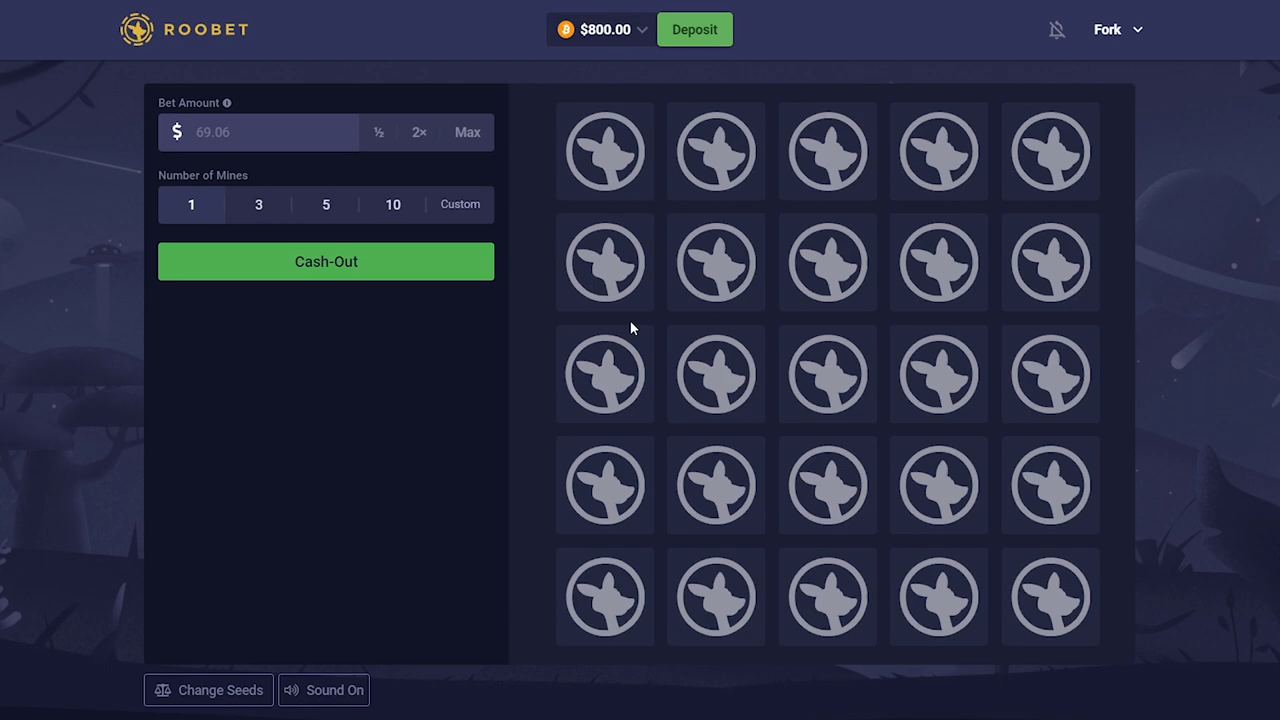 ROOBET
$800.00
Deposit
Fork
Bet Amount
$ 69.06 ½ 2× Max
Number of Mines
1 3 5 10 Custom
Cash-Out
Change Seeds
Sound On